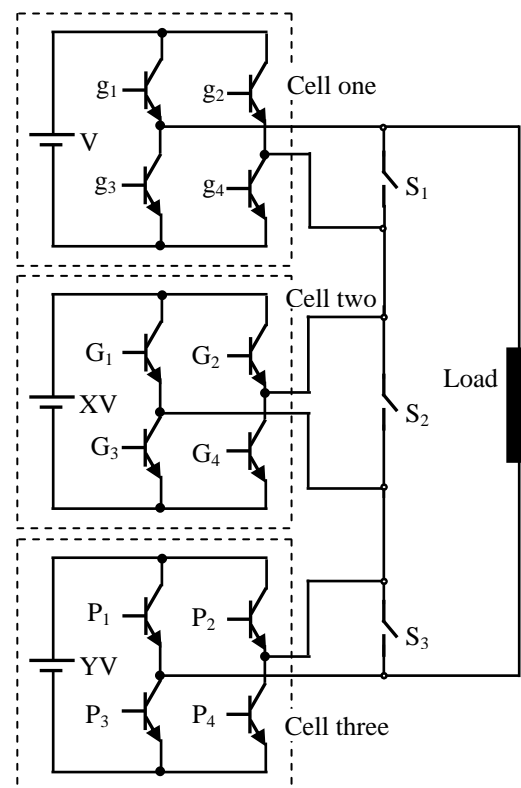 g₁
g₂
Cell one
V
g₃
g₄
S₁
Cell two
G₁
G₂
Load
XV
S₂
G₃
G₄
P₁
P₂
S₃
YV
P₃
P₄
Cell three